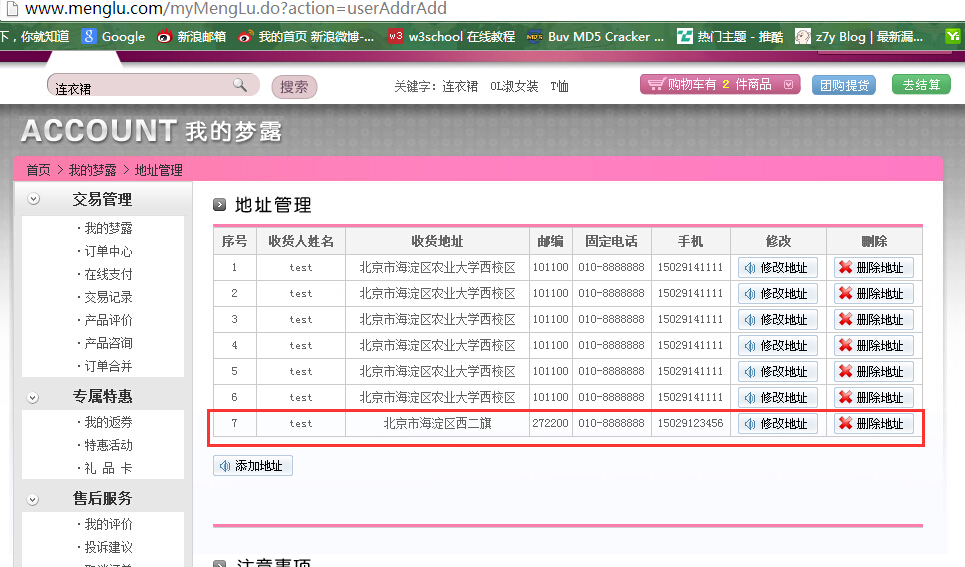 www.menglu.com/myMengLu.do?action=userAddrAdd
下，你就知道 Google 新浪邮箱 我的首页 新浪微博-... w3 w3school 在线教程 Buy MD5 Cracker ... 热门主题 - 推酷 z7y Blog | 最新漏...
连衣裙 搜索 关键字：连衣裙 OL淑女装 T恤 购物车有 2 件商品 团购提货 去结算
ACCOUNT 我的梦露
首页 > 我的梦露 > 地址管理
交易管理
·我的梦露
·订单中心
·在线支付
·交易记录
·产品评价
·产品咨询
·订单合并
专属特惠
·我的返券
·特惠活动
·礼 品 卡
售后服务
·我的评价
·投诉建议
地址管理
序号 收货人姓名 收货地址 邮编 固定电话 手机 修改 删除
1 test 北京市海淀区农业大学西校区 101100 010-8888888 15029141111 修改地址 删除地址
2 test 北京市海淀区农业大学西校区 101100 010-8888888 15029141111 修改地址 删除地址
3 test 北京市海淀区农业大学西校区 101100 010-8888888 15029141111 修改地址 删除地址
4 test 北京市海淀区农业大学西校区 101100 010-8888888 15029141111 修改地址 删除地址
5 test 北京市海淀区农业大学西校区 101100 010-8888888 15029141111 修改地址 删除地址
6 test 北京市海淀区农业大学西校区 101100 010-8888888 15029141111 修改地址 删除地址
7 test 北京市海淀区西二旗 272200 010-8888888 15029123456 修改地址 删除地址
添加地址
注意事项